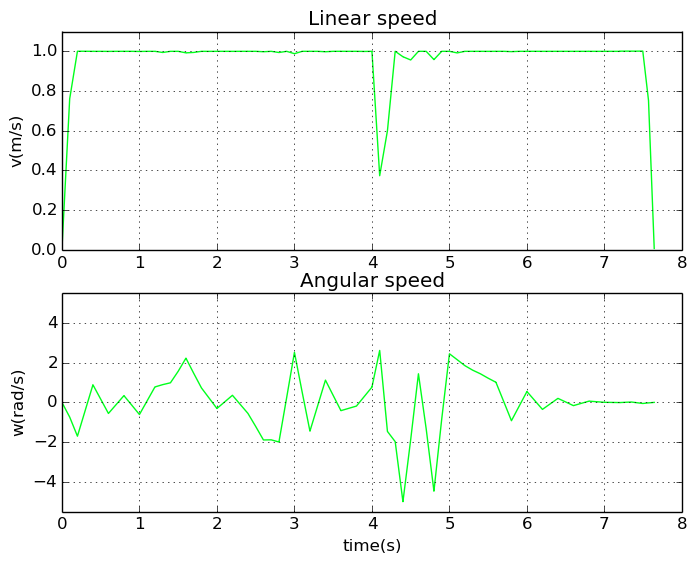 Linear speed
1.0
0.8
0.6
0.4
0.2
0.0
v(m/s)
0 1 2 3 4 5 6 7 8
Angular speed
4
2
0
−2
−4
w(rad/s)
0 1 2 3 4 5 6 7 8
time(s)